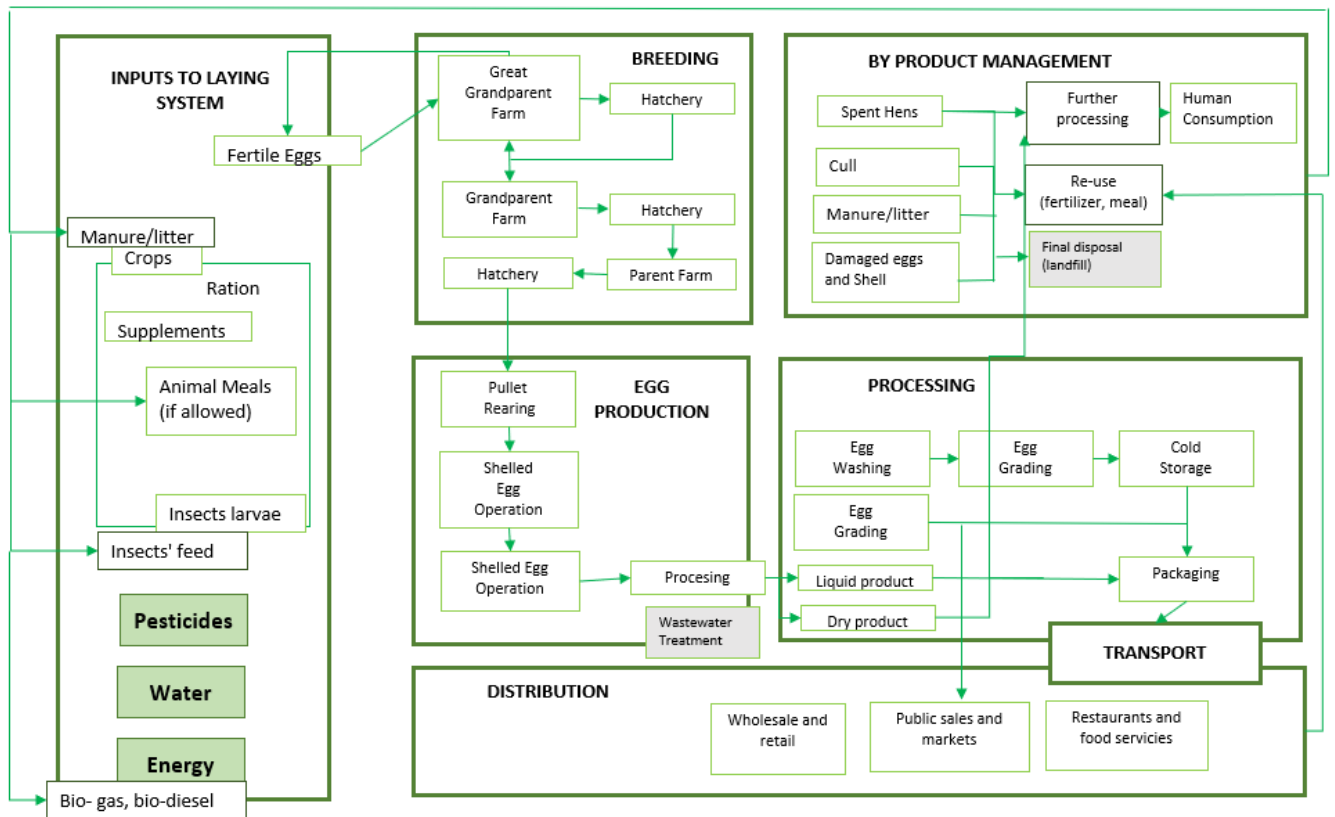 INPUTS TO LAYING
SYSTEM
Fertile Eggs
Manure/litter
Crops
Ration
Supplements
Animal Meals
(if allowed)
Insects larvae
Insects' feed
Pesticides
Water
Energy
Bio- gas, bio-diesel
BREEDING
Great
Grandparent
Farm
Hatchery
Grandparent
Farm
Hatchery
Hatchery
Parent Farm
BY PRODUCT MANAGEMENT
Spent Hens
Further
processing
Human
Consumption
Cull
Re-use
(fertilizer, meal)
Manure/litter
Damaged eggs
and Shell
Final disposal
(landfill)
EGG
PRODUCTION
Pullet
Rearing
Shelled
Egg
Operation
Shelled Egg
Operation
Procesing
Wastewater
Treatment
PROCESSING
Egg
Washing
Egg
Grading
Cold
Storage
Egg
Grading
Liquid product
Packaging
Dry product
TRANSPORT
DISTRIBUTION
Wholesale and
retail
Public sales and
markets
Restaurants and
food servicies